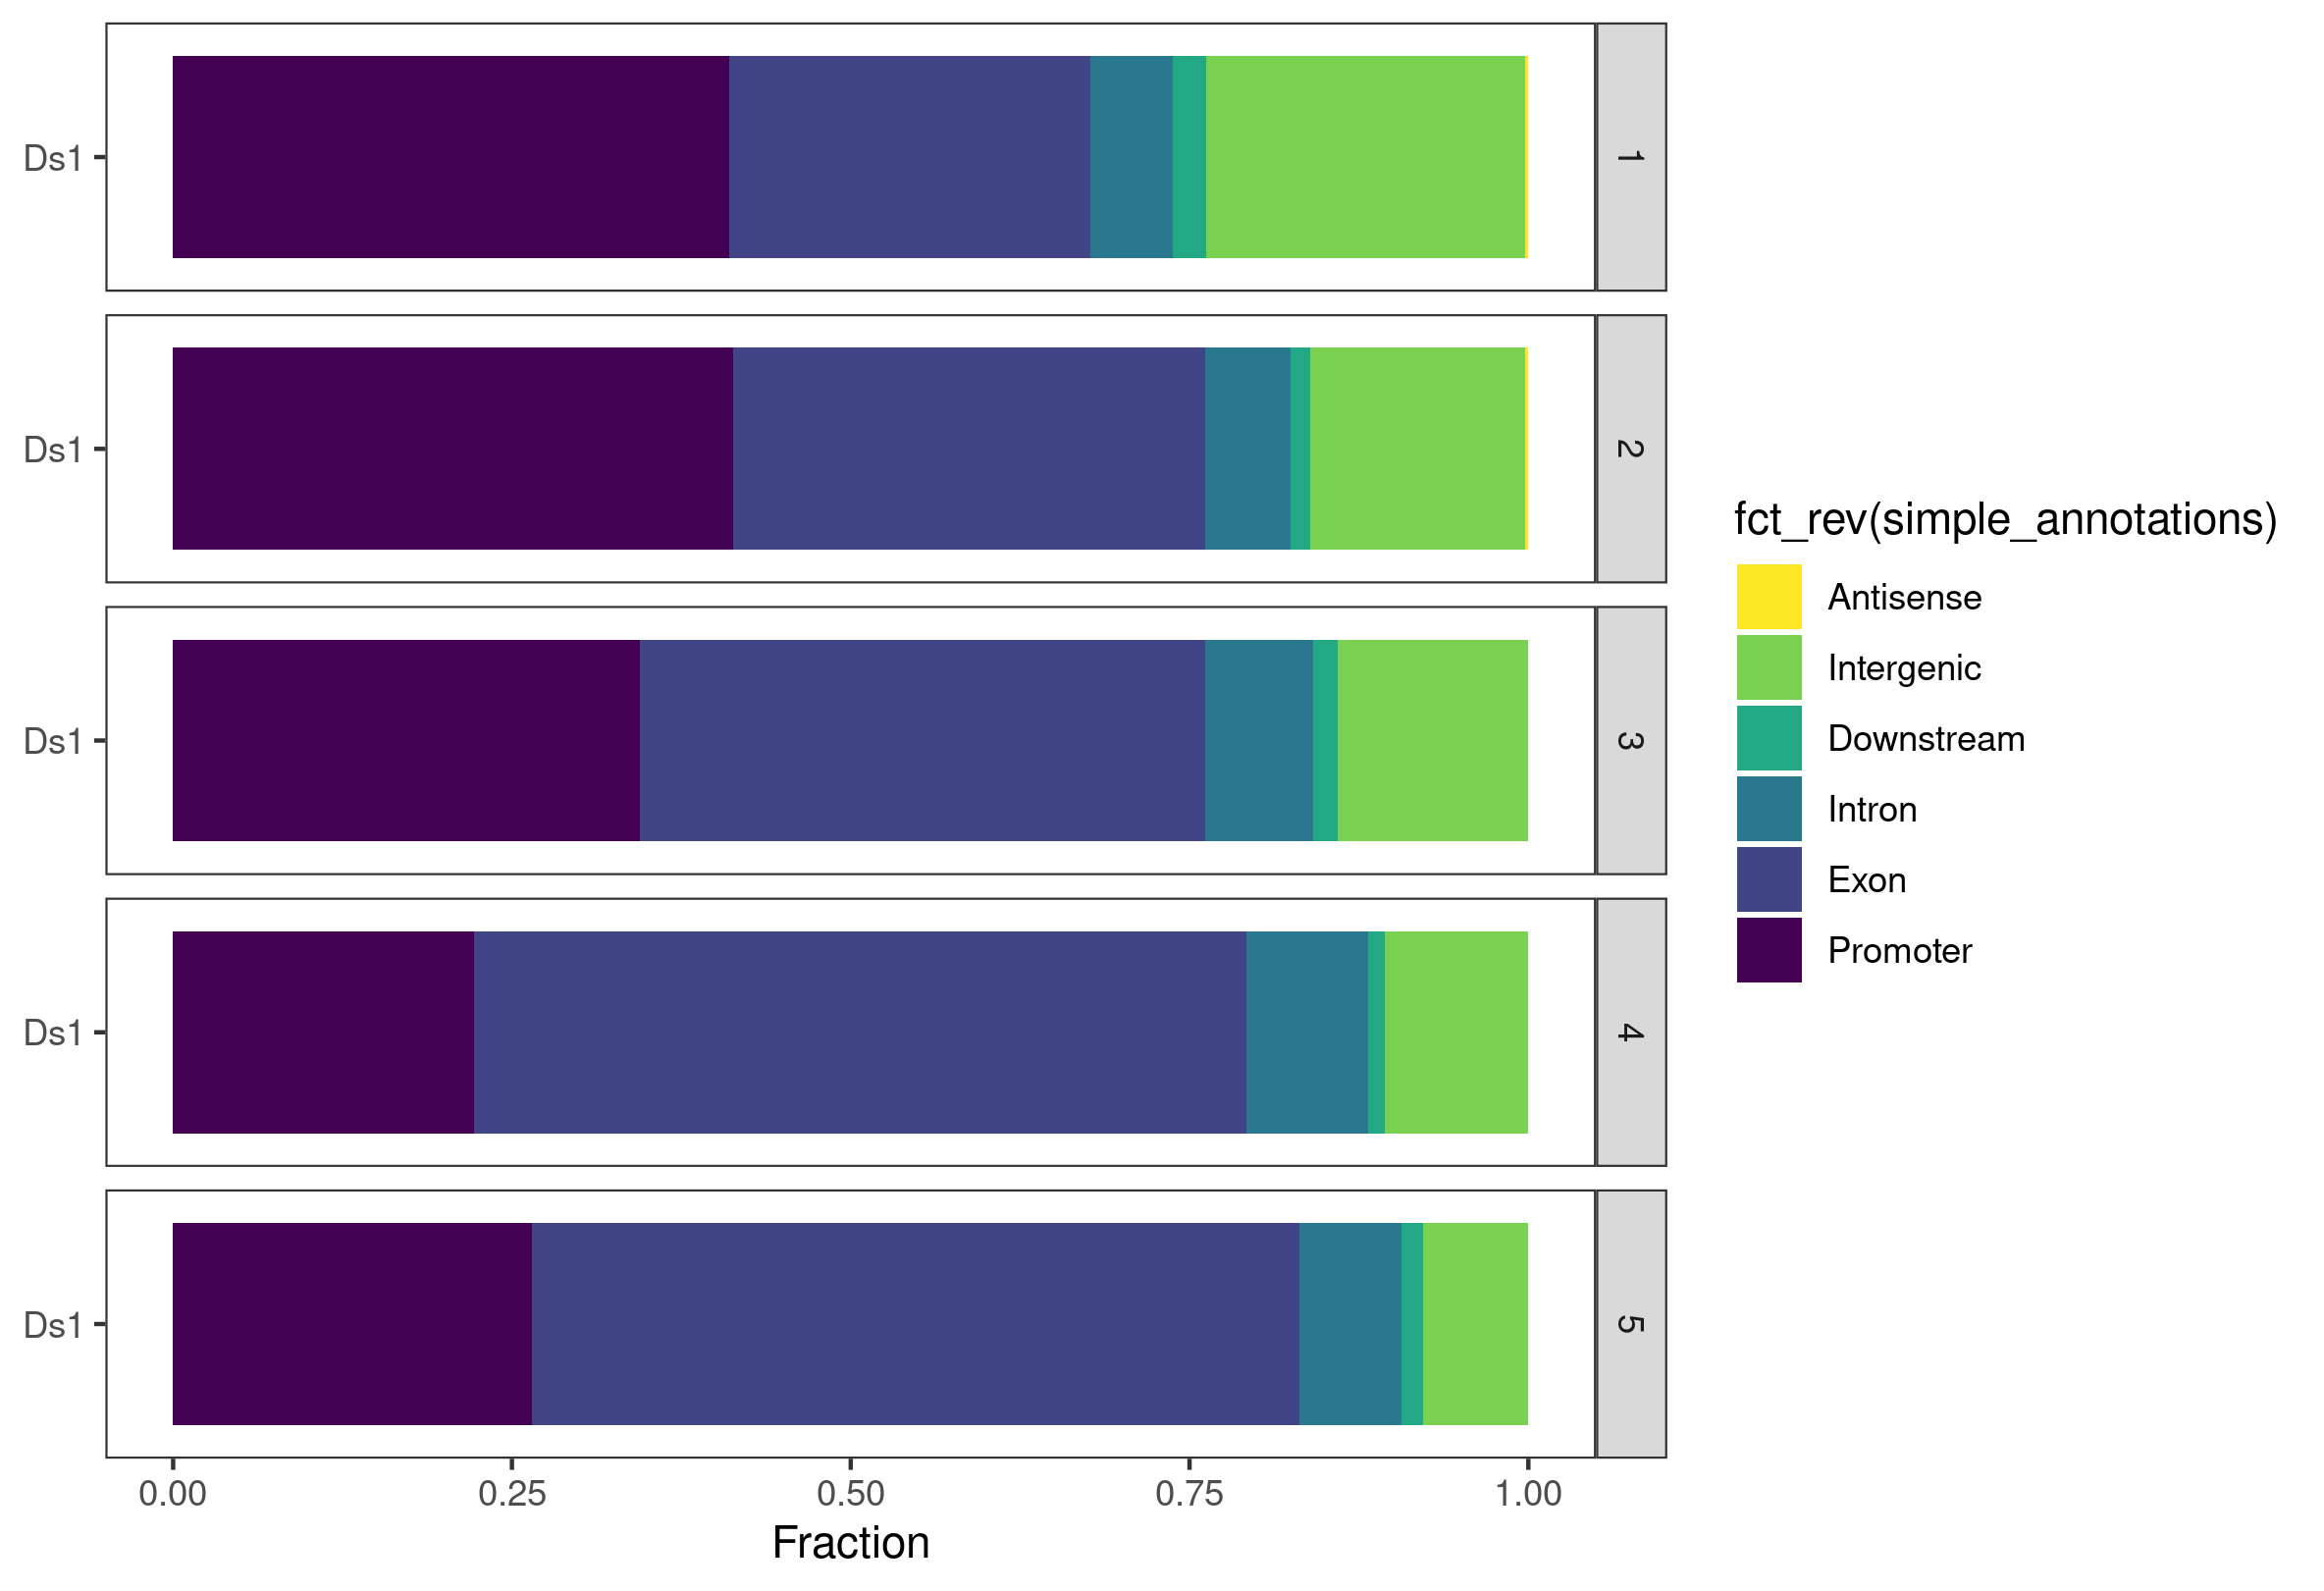 Ds1
1
Ds1
2
Ds1
3
Ds1
4
Ds1
5
0.00 0.25 0.50 0.75 1.00
Fraction
fct_rev(simple_annotations)
Antisense
Intergenic
Downstream
Intron
Exon
Promoter